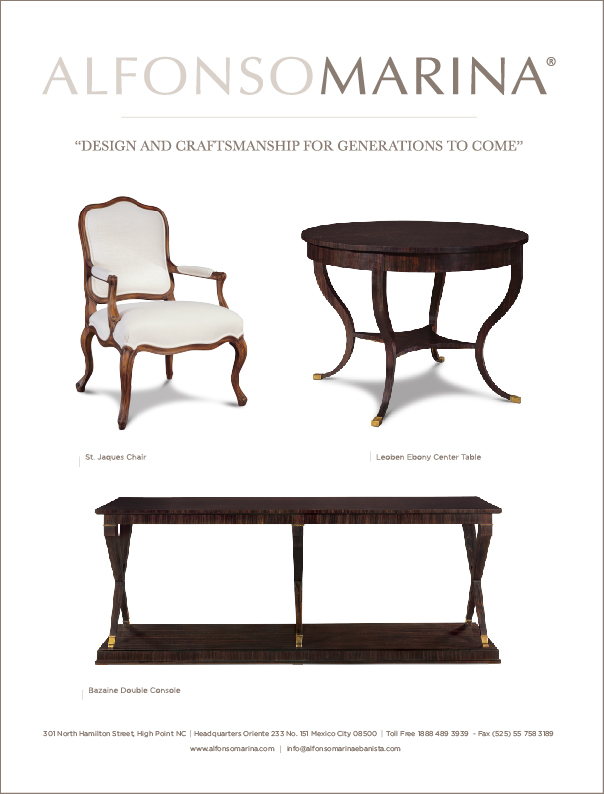 ALFONSOMARINA®
“DESIGN AND CRAFTSMANSHIP FOR GENERATIONS TO COME”
St. Jaques Chair
Leoben Ebony Center Table
Bazaine Double Console
301 North Hamilton Street, High Point NC | Headquarters Oriente 233 No. 151 Mexico City 08500 | Toll Free 1888 489 3939 - Fax (525) 55 758 3189
www.alfonsomarina.com | info@alfonsomarinaebanista.com